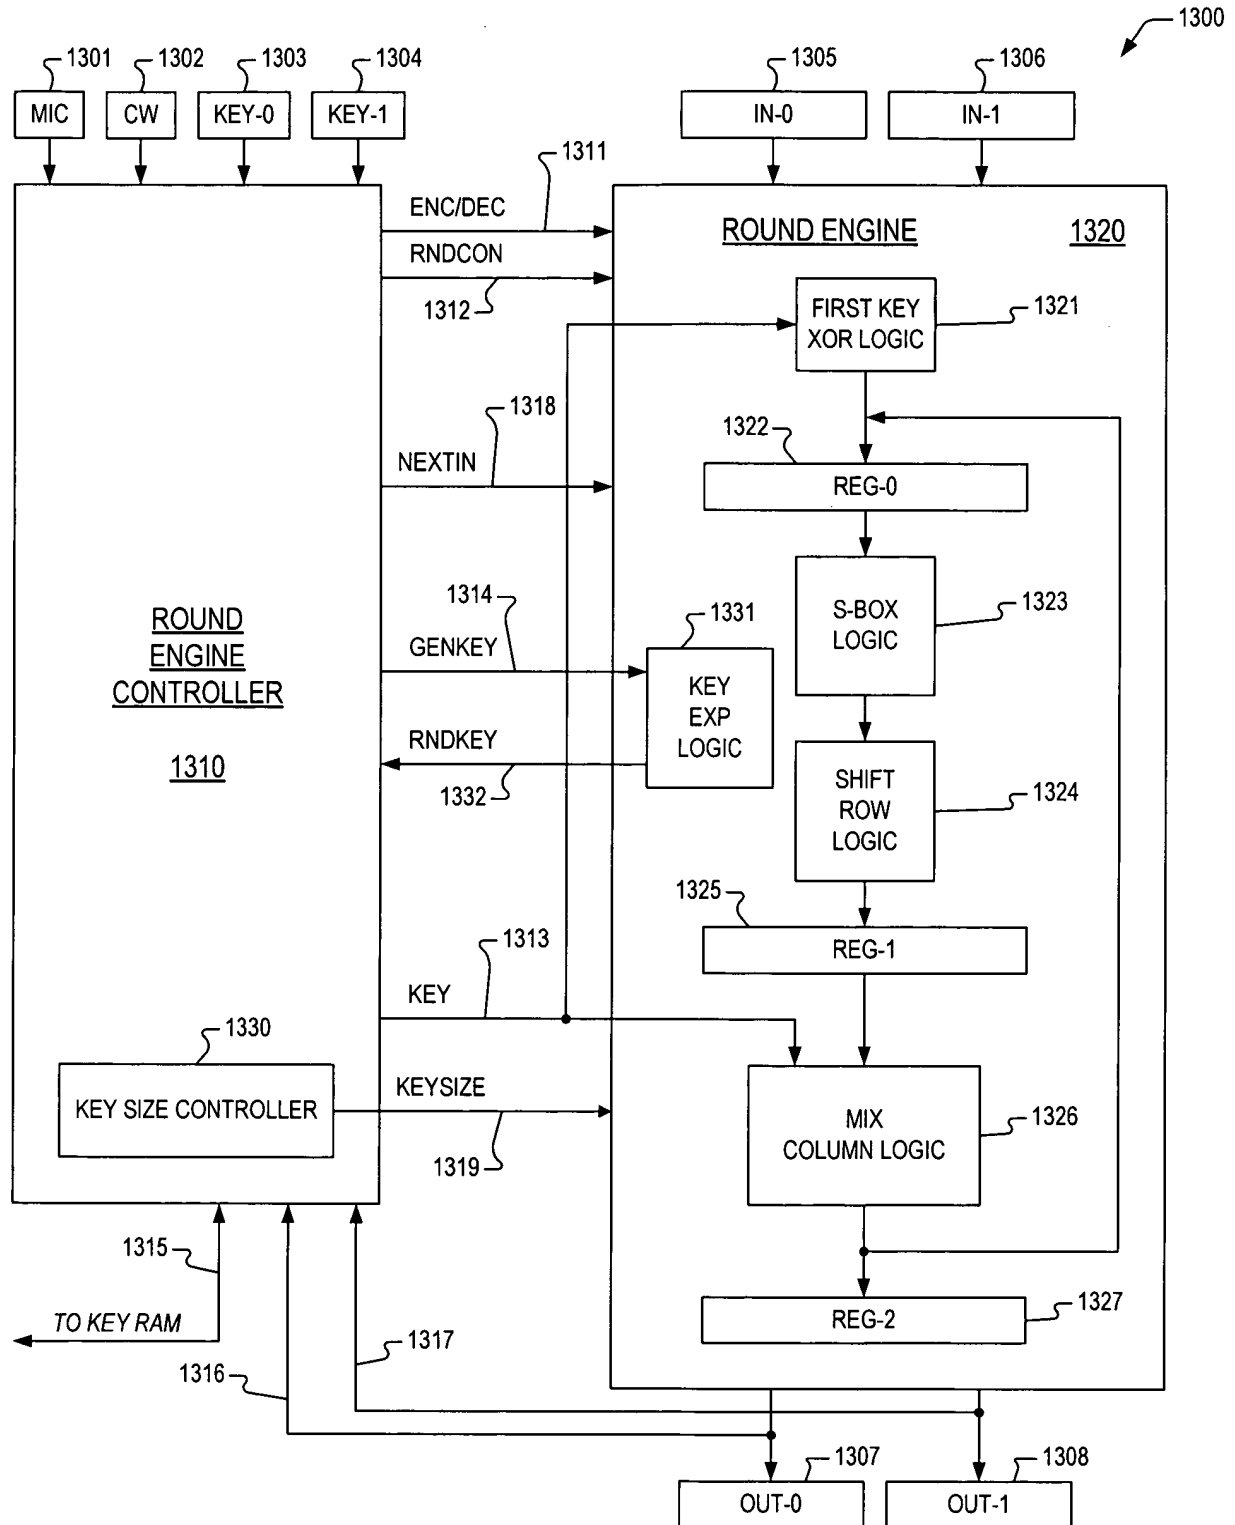 1300
1301
1302
1303
1304
1305
1306
MIC
CW
KEY-0
KEY-1
IN-0
IN-1
1311
ENC/DEC
ROUND ENGINE
1320
RNDCON
1312
FIRST KEY
XOR LOGIC
1321
1318
1322
NEXTIN
REG-0
1314
1331
S-BOX
LOGIC
1323
ROUND
ENGINE
CONTROLLER
1310
GENKEY
KEY
EXP
LOGIC
RNDKEY
1332
SHIFT
ROW
LOGIC
1324
1325
1313
REG-1
KEY
1330
KEY SIZE CONTROLLER
KEYSIZE
1319
MIX
COLUMN LOGIC
1326
1315
TO KEY RAM
REG-2
1327
1317
1316
1307
1308
OUT-0
OUT-1